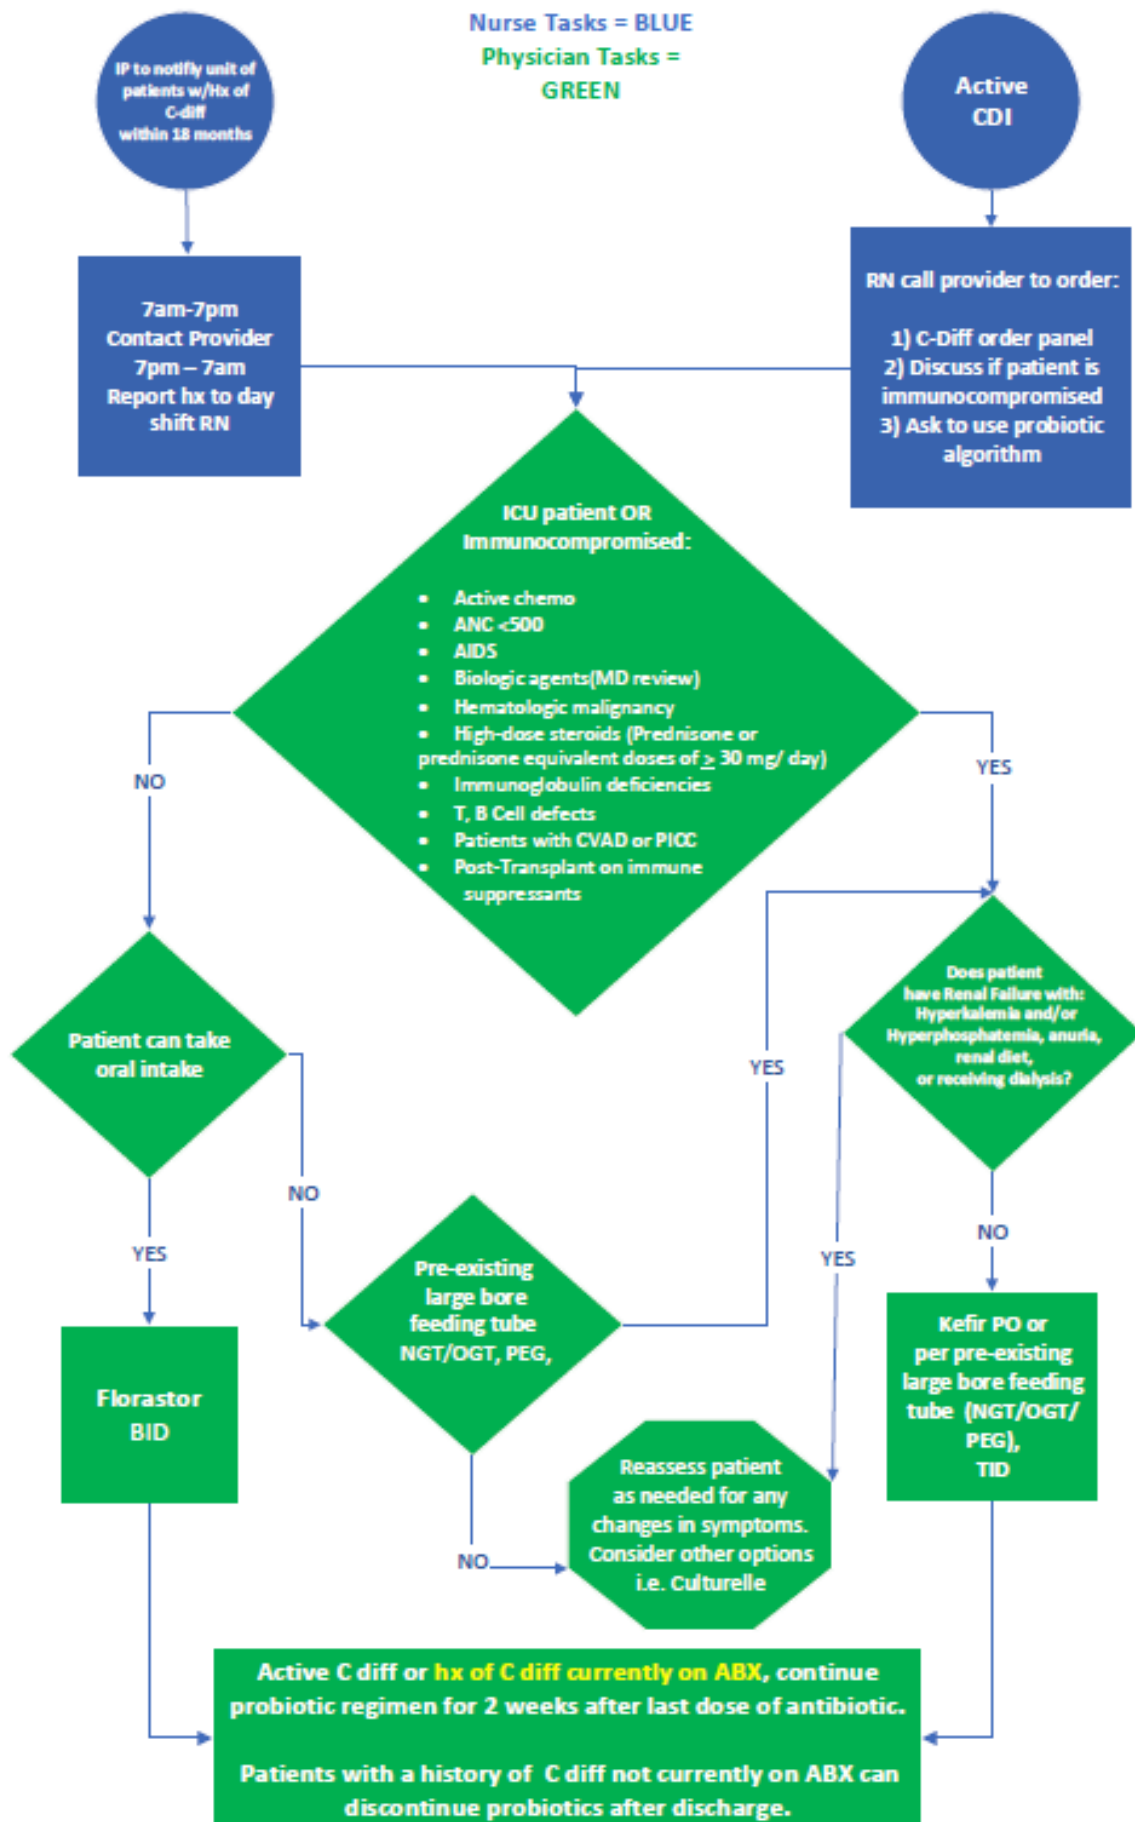 Nurse Tasks = BLUE
Physician Tasks =
GREEN
IP to notifiy unit of
patients w/Hx of
C-diff
within 18 months
Active
CDI
7am-7pm
Contact Provider
7pm – 7am
Report hx to day
shift RN
RN call provider to order:
1) C-Diff order panel
2) Discuss if patient is
immunocompromised
3) Ask to use probiotic
algorithm
ICU patient OR
Immunocompromised:
• Active chemo
• ANC <500
• AIDS
• Biologic agents(MD review)
• Hematologic malignancy
• High-dose steroids (Prednisone or
prednisone equivalent doses of ≥ 30 mg/ day)
• Immunoglobulin deficiencies
• T, B Cell defects
• Patients with CVAD or PICC
• Post-Transplant on immune
suppressants
NO
YES
Patient can take
oral intake
Does patient
have Renal Failure with:
Hyperkalemia and/or
Hyperphosphatemia, anuria,
renal diet,
or receiving dialysis?
YES
NO
YES
NO
YES
Pre-existing
large bore
feeding tube
NGT/OGT, PEG,
Florastor
BID
Kefir PO or
per pre-existing
large bore feeding
tube (NGT/OGT/
PEG),
TID
NO
Reassess patient
as needed for any
changes in symptoms.
Consider other options
i.e. Culturelle
Active C diff or hx of C diff currently on ABX, continue
probiotic regimen for 2 weeks after last dose of antibiotic.
Patients with a history of C diff not currently on ABX can
discontinue probiotics after discharge.